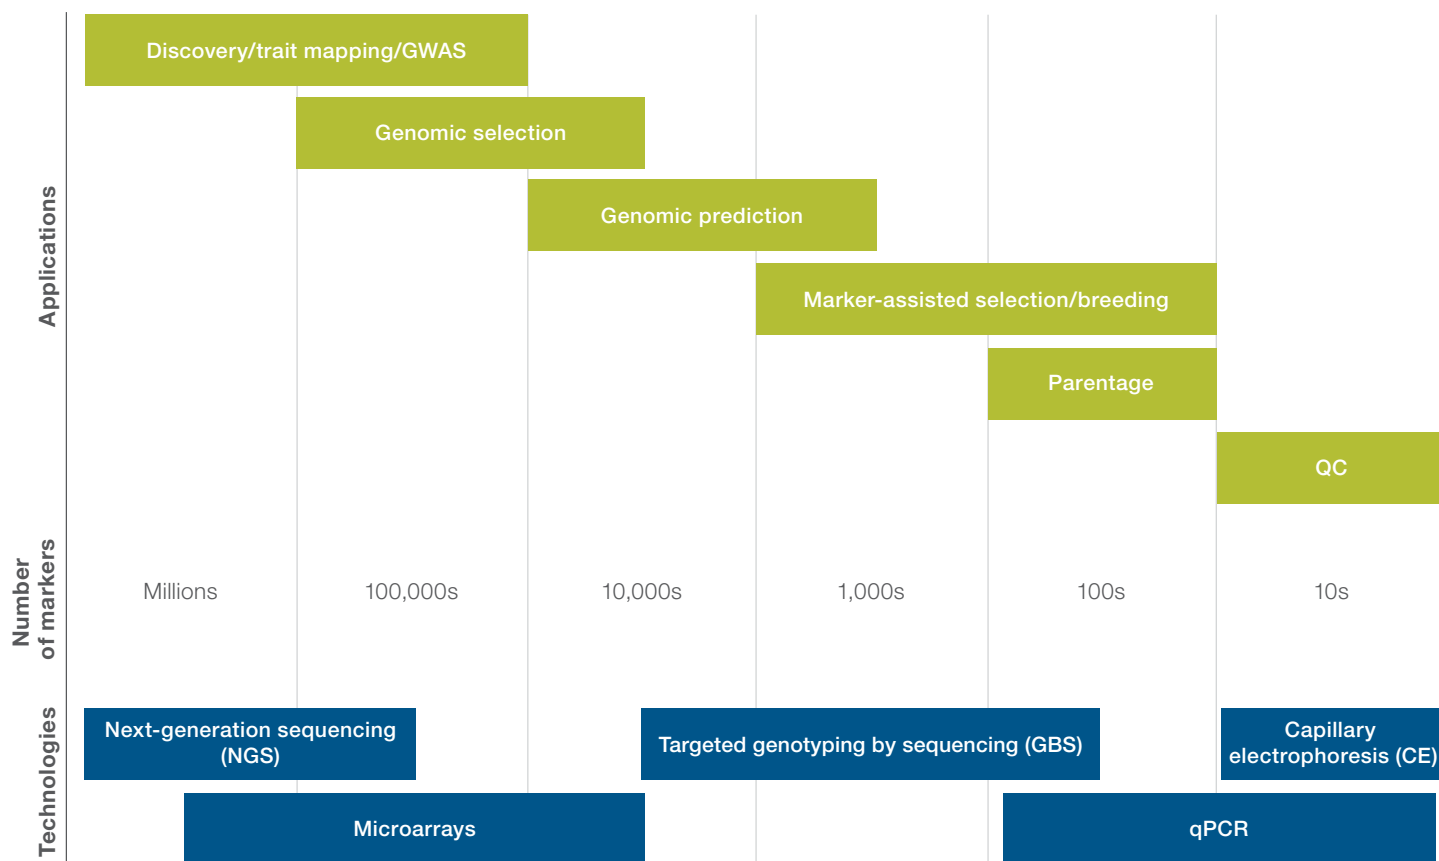 Applications
Discovery/trait mapping/GWAS
Genomic selection
Genomic prediction
Marker-assisted selection/breeding
Parentage
QC
Number
of markers
Millions
100,000s
10,000s
1,000s
100s
10s
Technologies
Next-generation sequencing
(NGS)
Targeted genotyping by sequencing (GBS)
Capillary
electrophoresis (CE)
Microarrays
qPCR